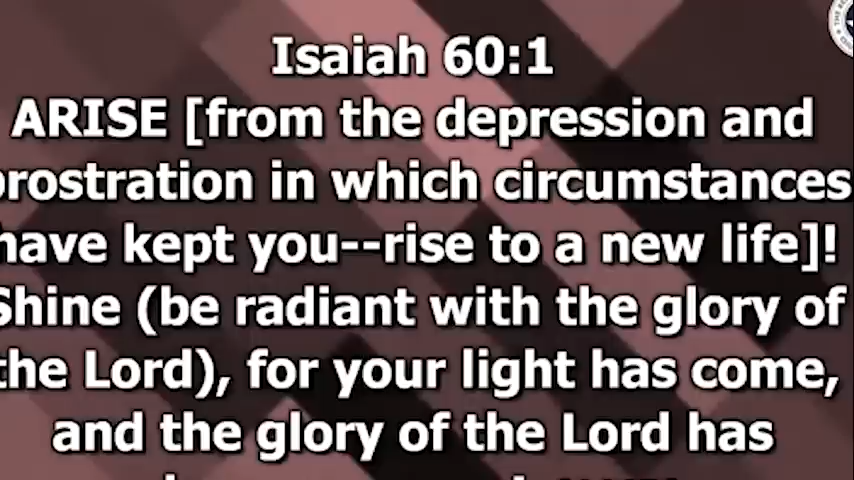 Isaiah 60:1
ARISE [from the depression and
prostration in which circumstances
have kept you--rise to a new life]!
Shine (be radiant with the glory of
the Lord), for your light has come,
and the glory of the Lord has